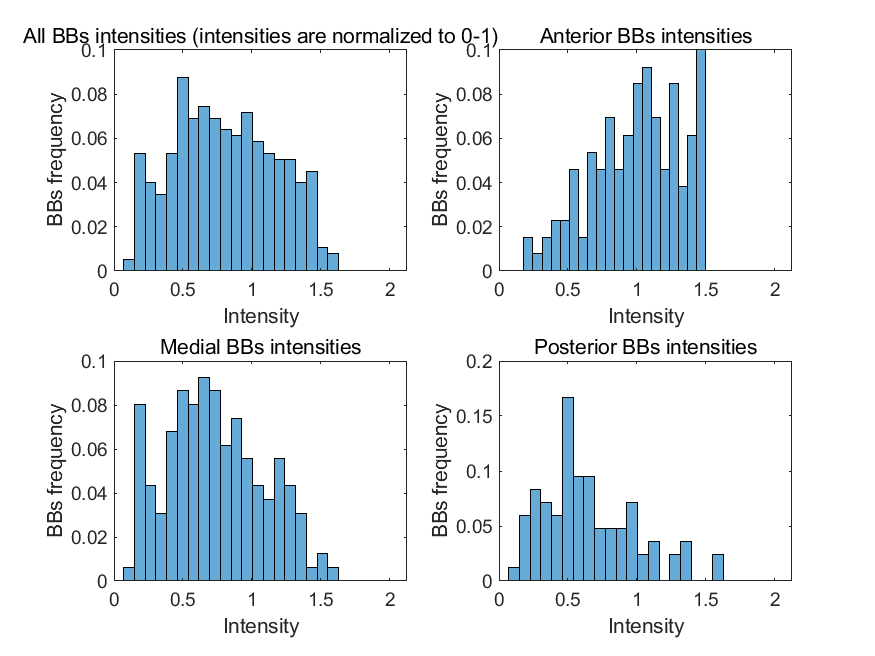 All BBs intensities (intensities are normalized to 0-1)
0.1
0.08
0.06
0.04
0.02
0
BBs frequency
0 0.5 1 1.5 2
Intensity
Anterior BBs intensities
0.1
0.08
0.06
0.04
0.02
0
BBs frequency
0 0.5 1 1.5 2
Intensity
Medial BBs intensities
0.1
0.08
0.06
0.04
0.02
0
BBs frequency
0 0.5 1 1.5 2
Intensity
Posterior BBs intensities
0.2
0.15
0.1
0.05
0
BBs frequency
0 0.5 1 1.5 2
Intensity